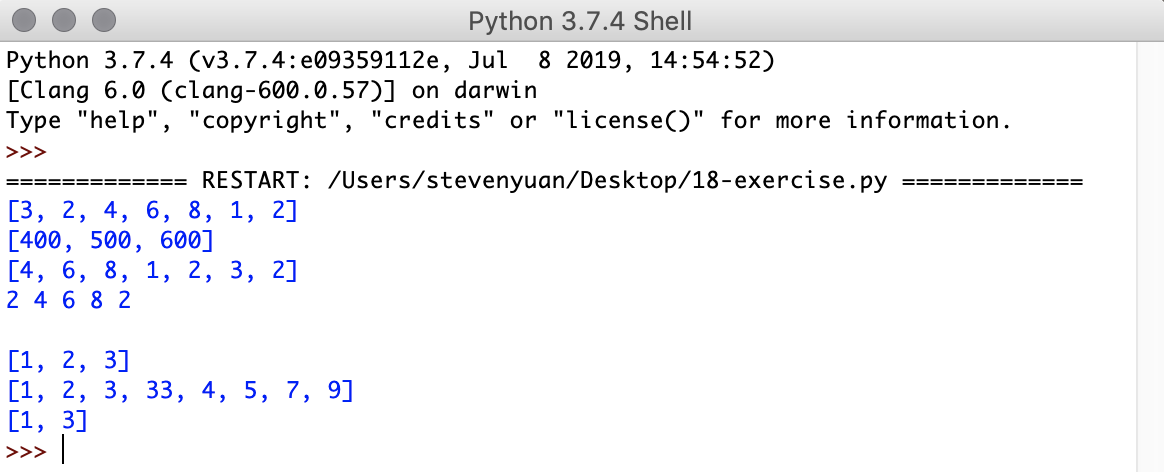 Python 3.7.4 Shell
Python 3.7.4 (v3.7.4:e09359112e, Jul  8 2019, 14:54:52)
[Clang 6.0 (clang-600.0.57)] on darwin
Type "help", "copyright", "credits" or "license()" for more information.
>>>
============= RESTART: /Users/stevenyuan/Desktop/18-exercise.py =============
[3, 2, 4, 6, 8, 1, 2]
[400, 500, 600]
[4, 6, 8, 1, 2, 3, 2]
2 4 6 8 2
[1, 2, 3]
[1, 2, 3, 33, 4, 5, 7, 9]
[1, 3]
>>>